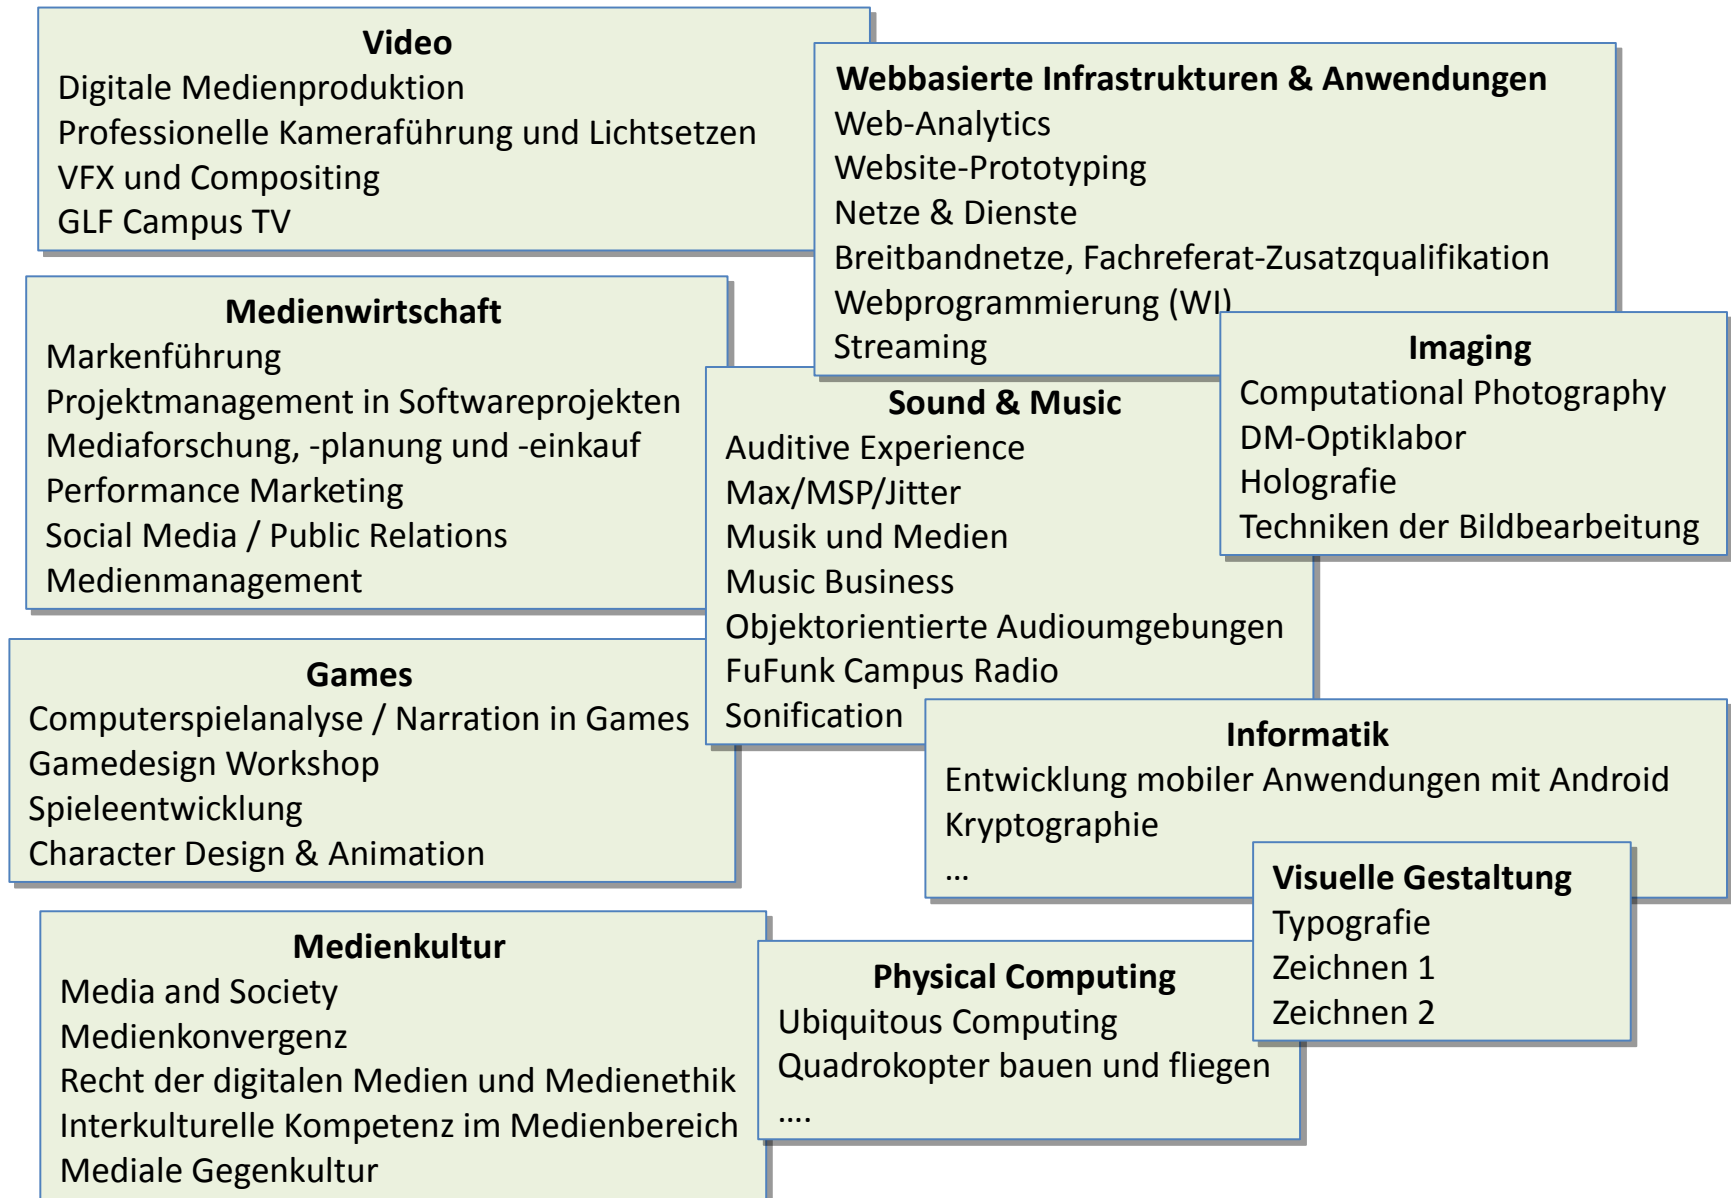 Video
Digitale Medienproduktion
Professionelle Kameraführung und Lichtsetzen
VFX und Compositing
GLF Campus TV
Webbasierte Infrastrukturen & Anwendungen
Web-Analytics
Website-Prototyping
Netze & Dienste
Breitbandnetze, Fachreferat-Zusatzqualifikation
Webprogrammierung (WI)
Streaming
Medienwirtschaft
Markenführung
Projektmanagement in Softwareprojekten
Mediaforschung, -planung und -einkauf
Performance Marketing
Social Media / Public Relations
Medienmanagement
Imaging
Computational Photography
DM-Optiklabor
Holografie
Techniken der Bildbearbeitung
Sound & Music
Auditive Experience
Max/MSP/Jitter
Musik und Medien
Music Business
Objektorientierte Audioumgebungen
FuFunk Campus Radio
Sonification
Games
Computerspielanalyse / Narration in Games
Gamedesign Workshop
Spieleentwicklung
Character Design & Animation
Informatik
Entwicklung mobiler Anwendungen mit Android
Kryptographie
...
Visuelle Gestaltung
Typografie
Zeichnen 1
Zeichnen 2
Medienkultur
Media and Society
Medienkonvergenz
Recht der digitalen Medien und Medienethik
Interkulturelle Kompetenz im Medienbereich
Mediale Gegenkultur
Physical Computing
Ubiquitous Computing
Quadrokopter bauen und fliegen
....